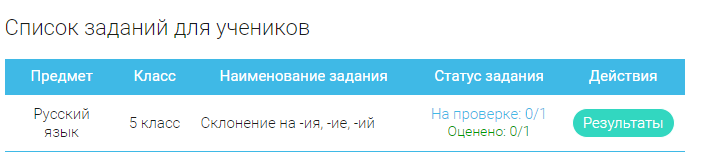 Список заданий для учеников
Предмет Класс Наименование задания Статус задания Действия
Русский
язык 5 класс Склонение на -ия, -ие, -ий На проверке: 0/1
Оценено: 0/1 Результаты